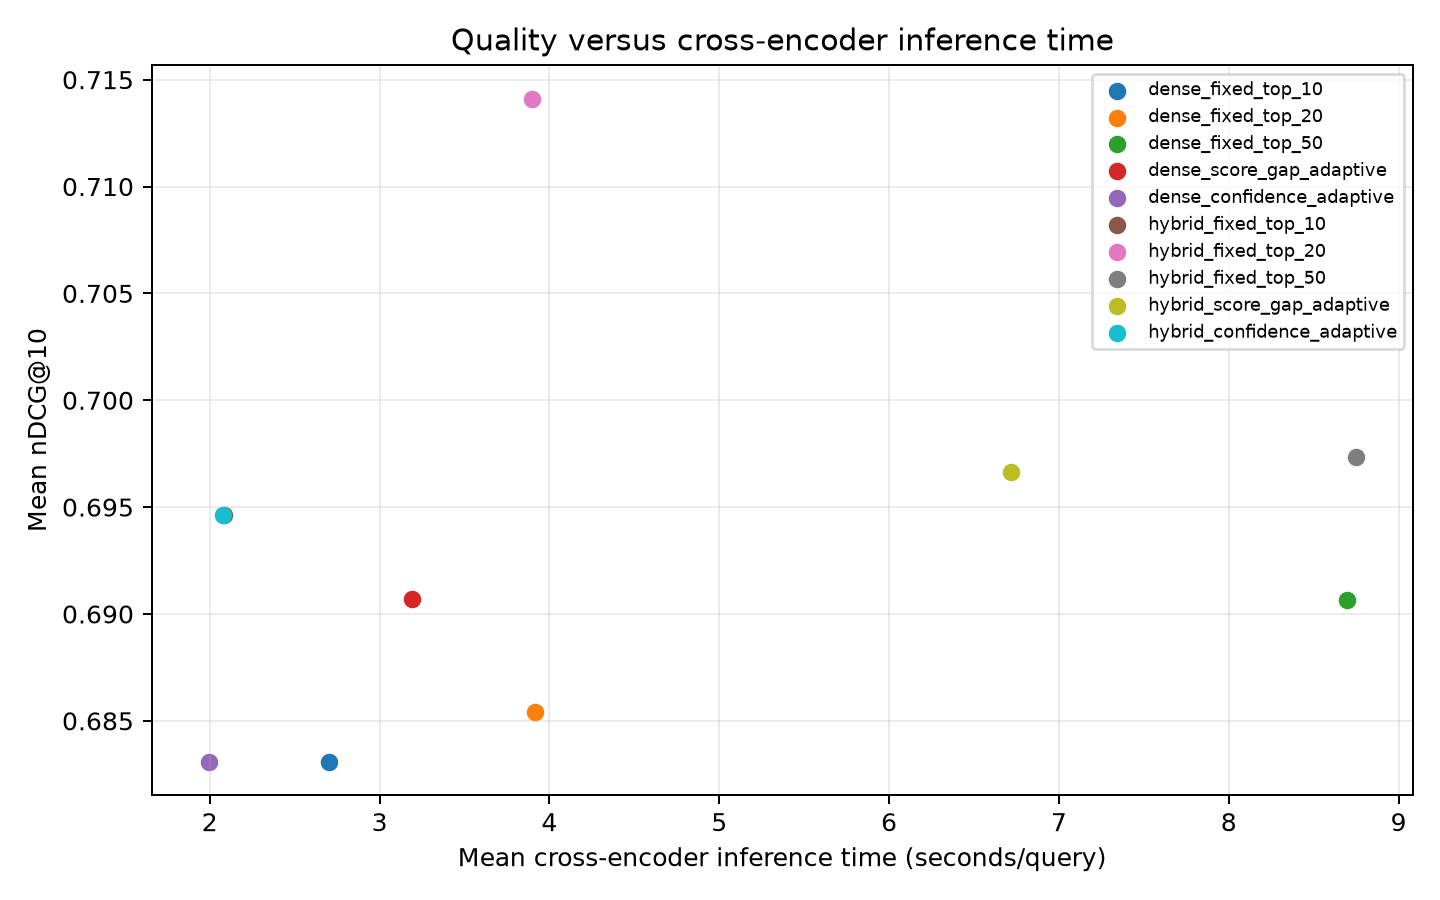 Quality versus cross-encoder inference time
0.715
0.710
0.705
0.700
0.695
0.690
0.685
Mean nDCG@10
dense_fixed_top_10
dense_fixed_top_20
dense_fixed_top_50
dense_score_gap_adaptive
dense_confidence_adaptive
hybrid_fixed_top_10
hybrid_fixed_top_20
hybrid_fixed_top_50
hybrid_score_gap_adaptive
hybrid_confidence_adaptive
2 3 4 5 6 7 8 9
Mean cross-encoder inference time (seconds/query)